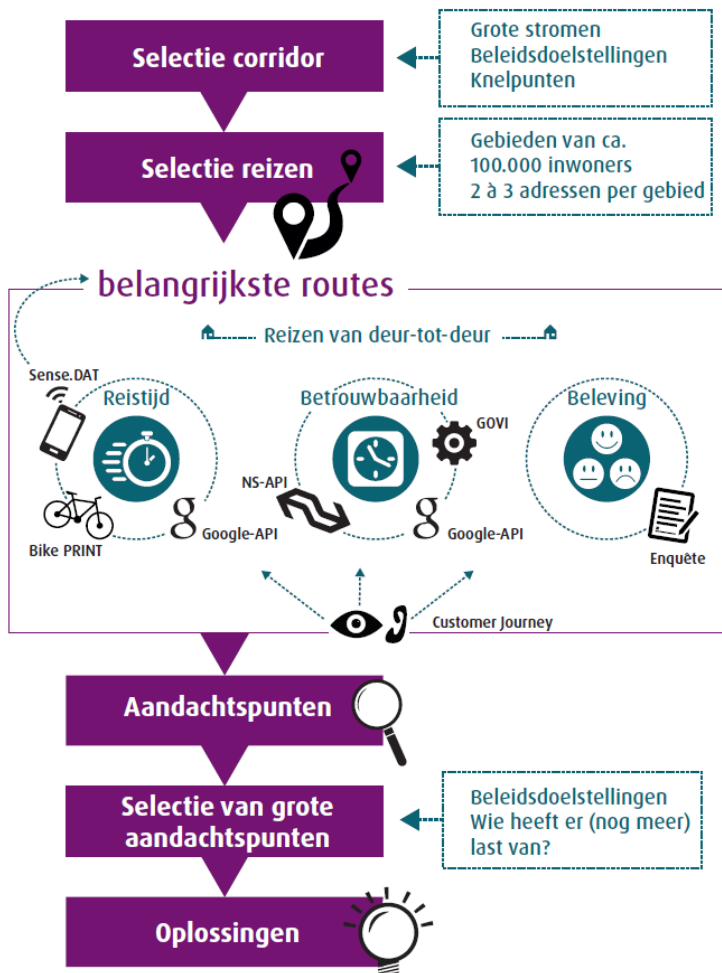 Selectie corridor
Grote stromen
Beleidsdoelstellingen
Knelpunten
Selectie reizen
Gebieden van ca.
100.000 inwoners
2 à 3 adressen per gebied
belangrijkste routes
Reizen van deur-tot-deur
Sense.DAT
Reistijd
Bike PRINT
Google-API
Betrouwbaarheid
GOVI
NS-API
Google-API
Beleving
Enquête
Customer Journey
Aandachtspunten
Selectie van grote
aandachtspunten
Beleidsdoelstellingen
Wie heeft er (nog meer)
last van?
Oplossingen